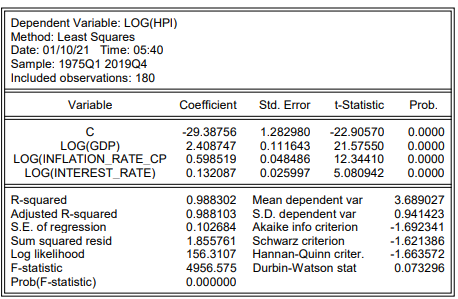 Dependent Variable: LOG(HPI)
Method: Least Squares
Date: 01/10/21 Time: 05:40
Sample: 1975Q1 2019Q4
Included observations: 180
Variable Coefficient Std. Error t-Statistic Prob.
C -29.38756 1.282980 -22.90570 0.0000
LOG(GDP) 2.408747 0.111643 21.57550 0.0000
LOG(INFLATION_RATE_CP 0.598519 0.048486 12.34410 0.0000
LOG(INTEREST_RATE) 0.132087 0.025997 5.080942 0.0000
R-squared 0.988302 Mean dependent var 3.689027
Adjusted R-squared 0.988103 S.D. dependent var 0.941423
S.E. of regression 0.102684 Akaike info criterion -1.692341
Sum squared resid 1.855761 Schwarz criterion -1.621386
Log likelihood 156.3107 Hannan-Quinn criter. -1.663572
F-statistic 4956.575 Durbin-Watson stat 0.073296
Prob(F-statistic) 0.000000